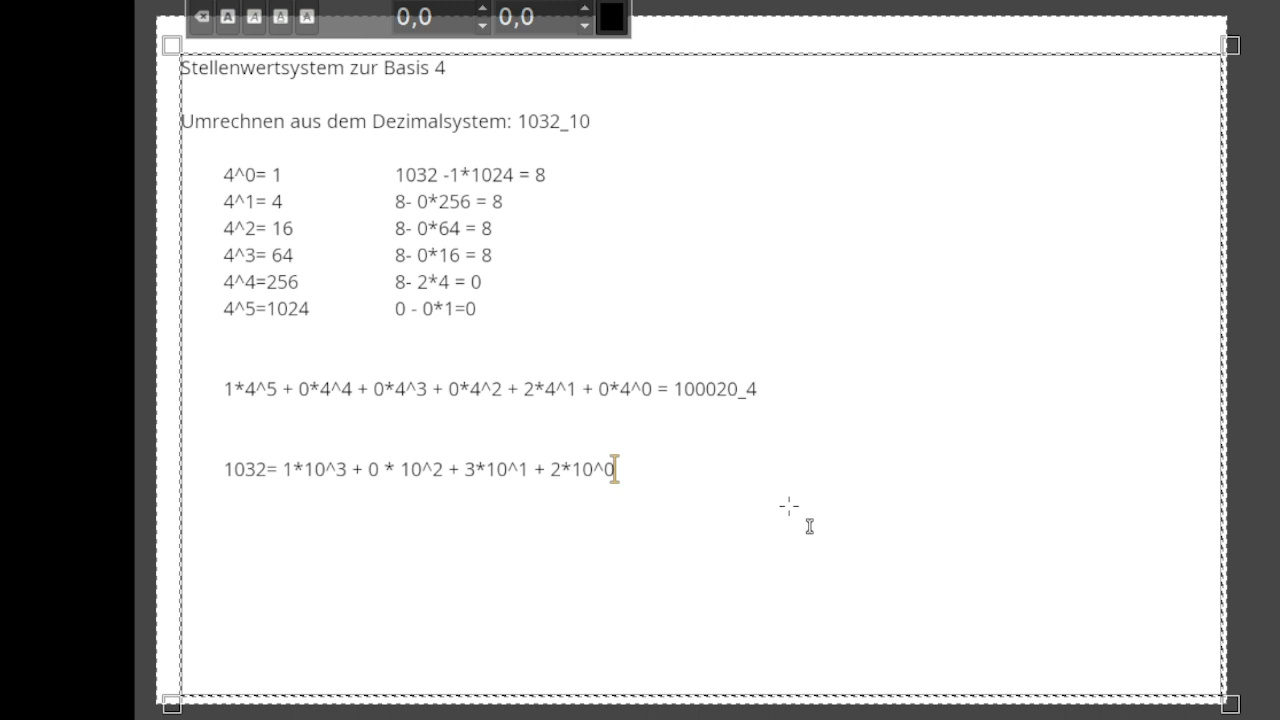 0,0 0,0
Stellenwertsystem zur Basis 4
Umrechnen aus dem Dezimalsystem: 1032_10
4^0= 1 1032 -1*1024 = 8
4^1= 4 8- 0*256 = 8
4^2= 16 8- 0*64 = 8
4^3= 64 8- 0*16 = 8
4^4=256 8- 2*4 = 0
4^5=1024 0 - 0*1=0
1*4^5 + 0*4^4 + 0*4^3 + 0*4^2 + 2*4^1 + 0*4^0 = 100020_4
1032= 1*10^3 + 0 * 10^2 + 3*10^1 + 2*10^0